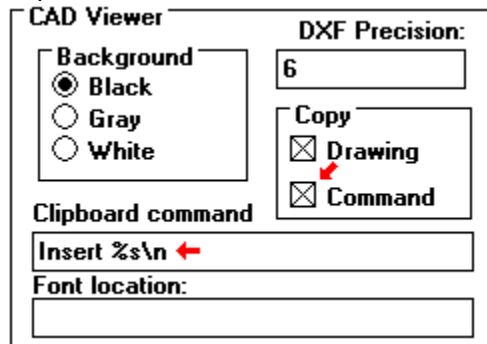 CAD Viewer
DXF Precision:
Background
Black
Gray
White
6
Copy
Drawing
Command
Clipboard command
Insert %s\n
Font location: